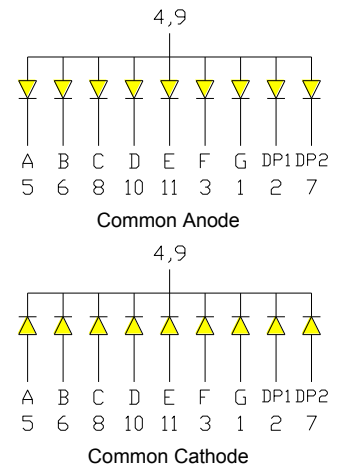 4,9
A B C D E F G DP1 DP2
5 6 8 10 11 3 1 2 7
Common Anode
4,9
A B C D E F G DP1 DP2
5 6 8 10 11 3 1 2 7
Common Cathode